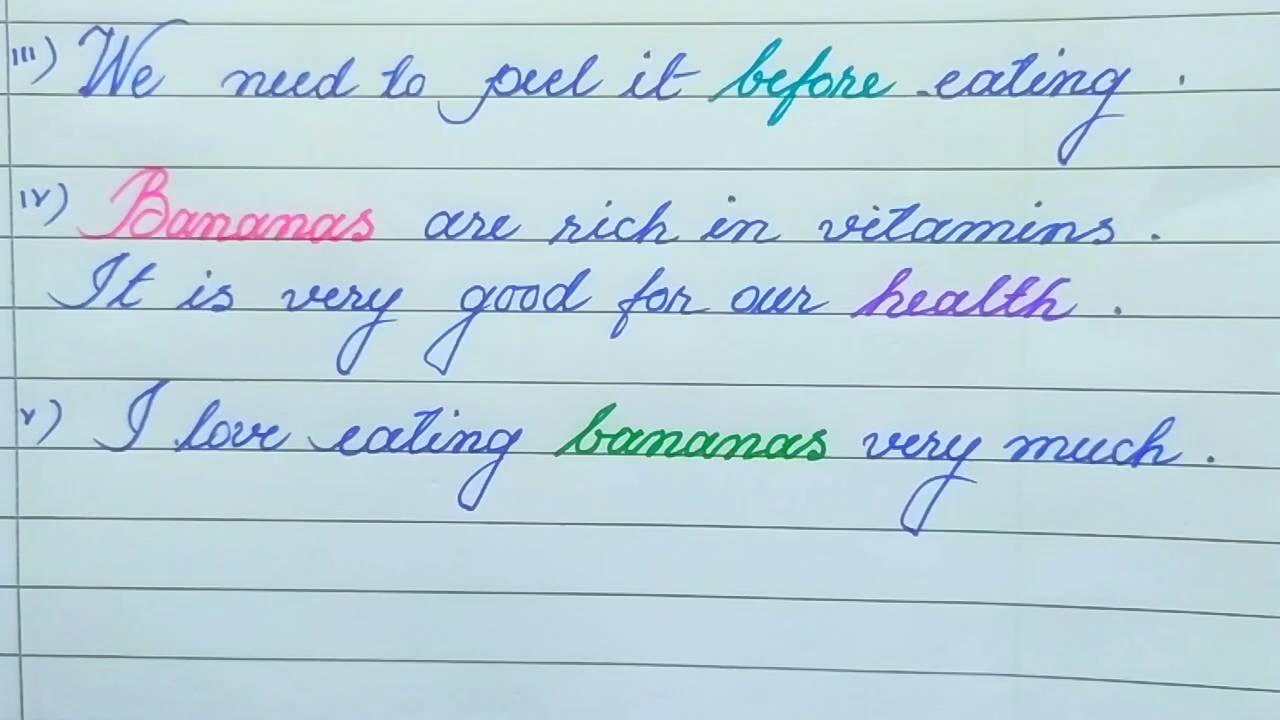 III) We need to peel it before eating.
IV) Bananas are rich in vitamins.
It is very good for our health.
V) I love eating bananas very much.